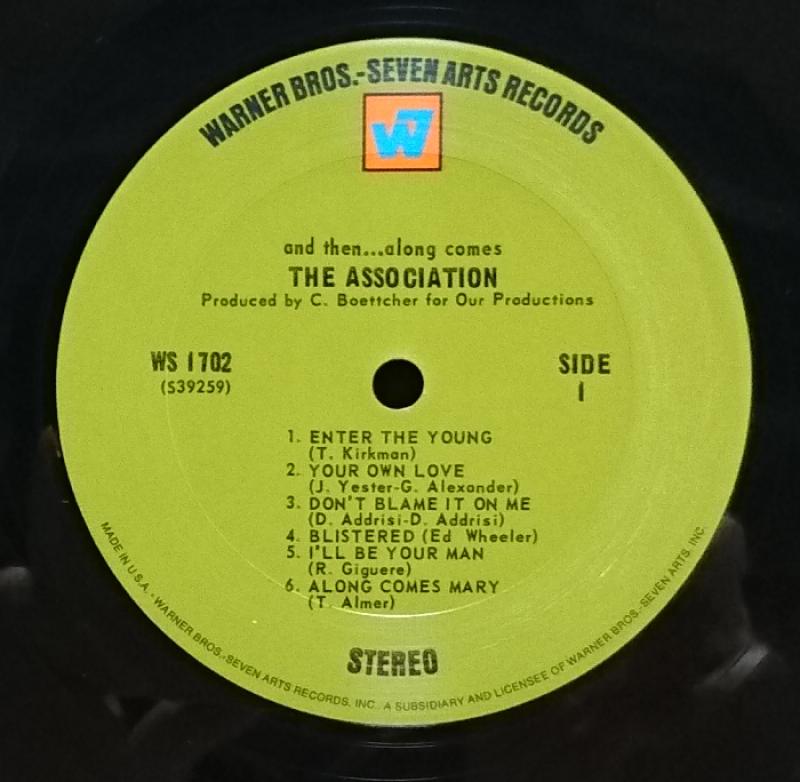 WARNER BROS.-SEVEN ARTS RECORDS
W7
and then...along comes
THE ASSOCIATION
Produced by C. Boettcher for Our Productions
WS 1702
(S39259)
SIDE
1
1. ENTER THE YOUNG
(T. Kirkman)
2. YOUR OWN LOVE
(J. Yester-G. Alexander)
3. DON'T BLAME IT ON ME
(D. Addrisi-D. Addrisi)
4. BLISTERED (Ed Wheeler)
5. I'LL BE YOUR MAN
(R. Giguere)
6. ALONG COMES MARY
(T. Almer)
STEREO
MADE IN U.S.A. • WARNER BROS.-SEVEN ARTS RECORDS, INC., A SUBSIDIARY AND LICENSEE OF WARNER BROS.-SEVEN ARTS, INC.